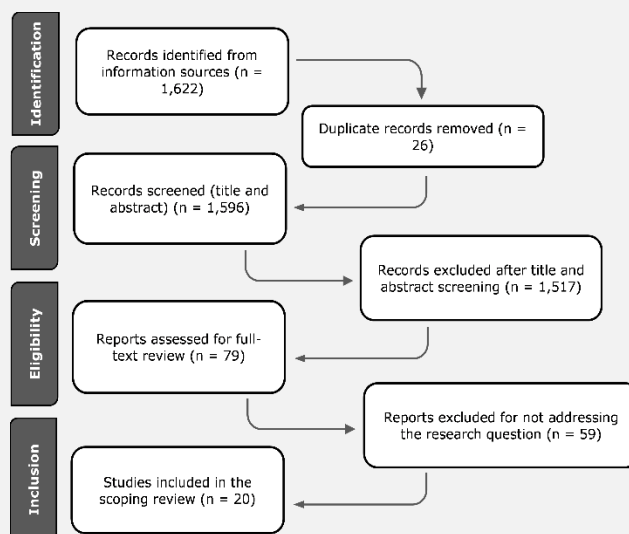 Identification
Records identified from
information sources (n =
1,622)
Duplicate records removed (n =
26)
Screening
Records screened (title and
abstract) (n = 1,596)
Records excluded after title and
abstract screening (n = 1,517)
Eligibility
Reports assessed for full-
text review (n = 79)
Reports excluded for not addressing
the research question (n = 59)
Inclusion
Studies included in the
scoping review (n = 20)